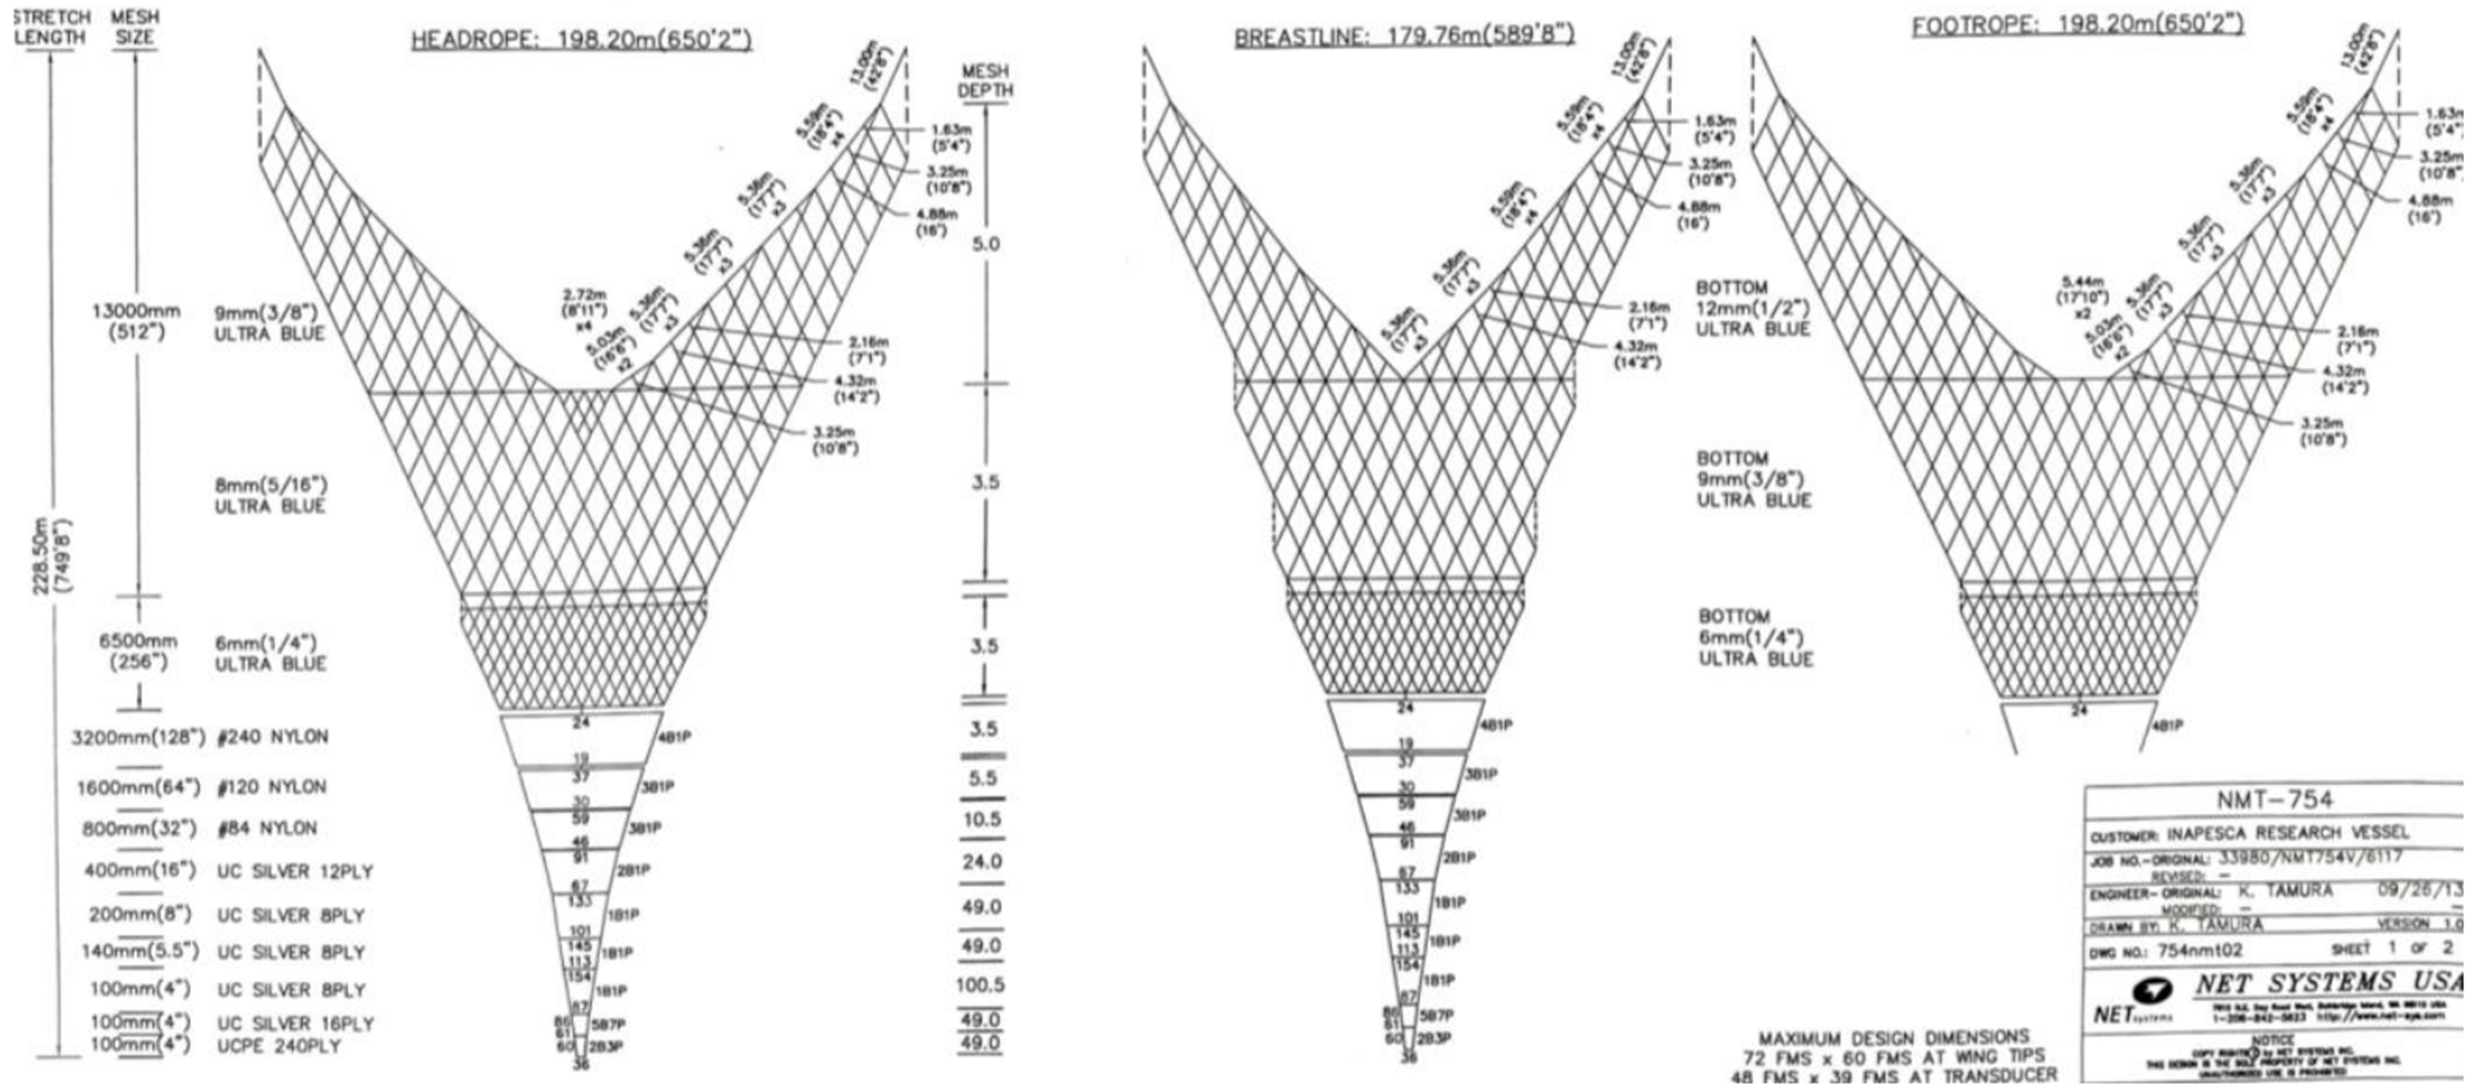 STRETCH LENGTH
MESH SIZE
HEADROPE: 198.20m(650'2")
BREASTLINE: 179.76m(589'8")
FOOTROPE: 198.20m(650'2")
228.50m
(749'8")
13000mm
(512")
9mm(3/8")
ULTRA BLUE
8mm(5/16")
ULTRA BLUE
6500mm
(256")
6mm(1/4")
ULTRA BLUE
3200mm(128") #240 NYLON
1600mm(64") #120 NYLON
800mm(32") #84 NYLON
400mm(16") UC SILVER 12PLY
200mm(8") UC SILVER 8PLY
140mm(5.5") UC SILVER 8PLY
100mm(4") UC SILVER 8PLY
100mm(4") UC SILVER 16PLY
100mm(4") UCPE 240PLY
13.00m
(42'8")
5.59m
(18'4")
x4
5.36m
(17'7")
x3
5.36m
(17'7")
x3
5.36m
(17'7")
x3
2.72m
(8'11")
x4
5.03m
(16'6")
x2
1.63m
(5'4")
3.25m
(10'8")
4.88m
(16')
2.16m
(7'1")
4.32m
(14'2")
3.25m
(10'8")
24
4B1P
19
37
3B1P
30
59
3B1P
46
91
2B1P
67
133
1B1P
101
145
1B1P
113
154
1B1P
87
86
5B7P
61
60
2B3P
36
MESH
DEPTH
5.0
3.5
3.5
3.5
5.5
10.5
24.0
49.0
49.0
100.5
49.0
49.0
13.00m
(42'8")
5.59m
(18'4")
x4
5.59m
(18'4")
x4
5.36m
(17'7")
x3
5.36m
(17'7")
x3
1.63m
(5'4")
3.25m
(10'8")
4.88m
(16')
2.16m
(7'1")
4.32m
(14'2")
24
4B1P
19
37
3B1P
30
59
3B1P
46
91
2B1P
67
133
1B1P
101
145
1B1P
113
154
1B1P
87
86
5B7P
61
60
2B3P
36
BOTTOM
12mm(1/2")
ULTRA BLUE
BOTTOM
9mm(3/8")
ULTRA BLUE
BOTTOM
6mm(1/4")
ULTRA BLUE
13.00m
(42'8")
5.59m
(18'4")
x4
5.36m
(17'7")
x3
5.36m
(17'7")
x3
5.36m
(17'7")
x3
5.44m
(17'10")
x2
5.03m
(16'6")
x2
1.63m
(5'4"
3.25m
(10'8"
4.88m
(16')
2.16m
(7'1")
4.32m
(14'2")
3.25m
(10'8")
24
4B1P
MAXIMUM DESIGN DIMENSIONS
72 FMS x 60 FMS AT WING TIPS
48 FMS x 39 FMS AT TRANSDUCER
NMT-754
CUSTOMER: INAPESCA RESEARCH VESSEL
JOB NO.-ORIGINAL: 33980/NMT754V/6117
REVISED: -
ENGINEER-ORIGINAL: K. TAMURA 09/26/13
MODIFIED: - -
DRAWN BY: K. TAMURA VERSION 1.0
DWG NO.: 754nmt02 SHEET 1 OF 2
NET SYSTEMS USA
NETsystems
NOTICE
COPY RIGHTED by NET SYSTEMS INC.
THIS DESIGN IS THE SOLE PROPERTY OF NET SYSTEMS INC.
UNAUTHORIZED USE IS PROHIBITED